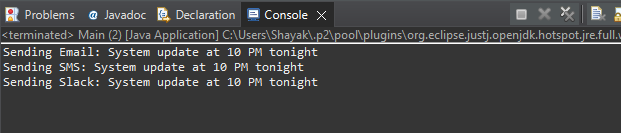 Problems @ Javadoc Declaration Console
<terminated> Main (2) [Java Application] C:\Users\Shayak\.p2\pool\plugins\org.eclipse.justj.openjdk.hotspot.jre.full.
Sending Email: System update at 10 PM tonight
Sending SMS: System update at 10 PM tonight
Sending Slack: System update at 10 PM tonight